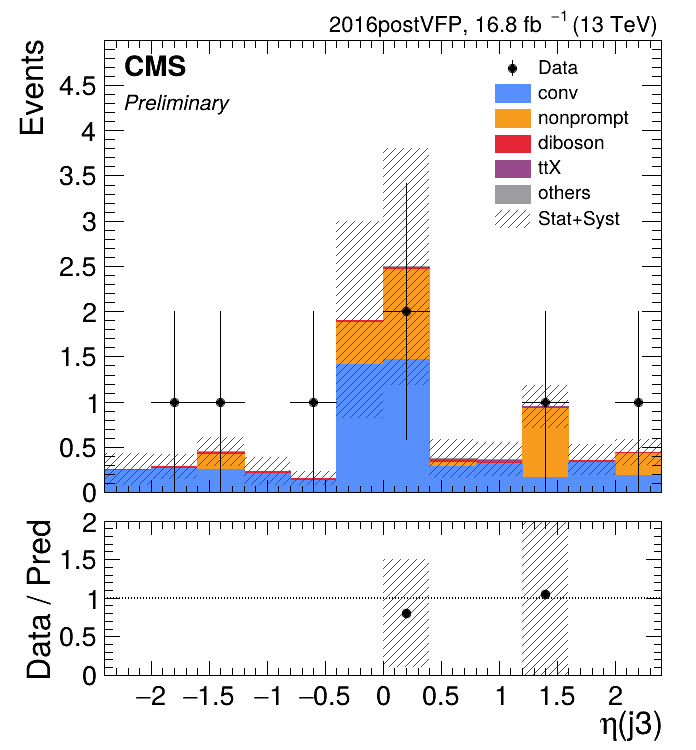 2016postVFP, 16.8 fb⁻¹ (13 TeV)
CMS
Preliminary
Events
Data
conv
nonprompt
diboson
ttX
others
Stat+Syst
4.5
4
3.5
3
2.5
2
1.5
1
0.5
0
Data / Pred
2
1.5
1
0.5
0
−2 −1.5 −1 −0.5 0 0.5 1 1.5 2
η(j3)